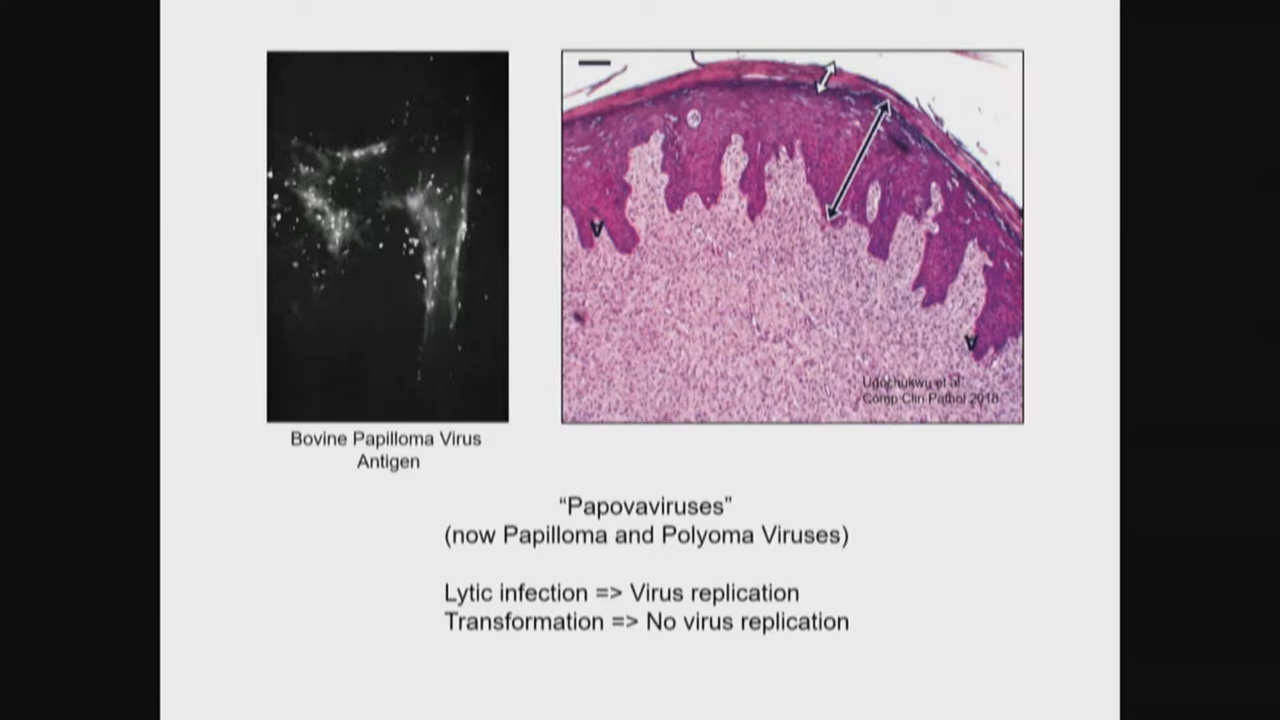 Udochukwu et al
Comp Clin Pathol 2018
Bovine Papilloma Virus
Antigen
“Papovaviruses”
(now Papilloma and Polyoma Viruses)
Lytic infection => Virus replication
Transformation => No virus replication